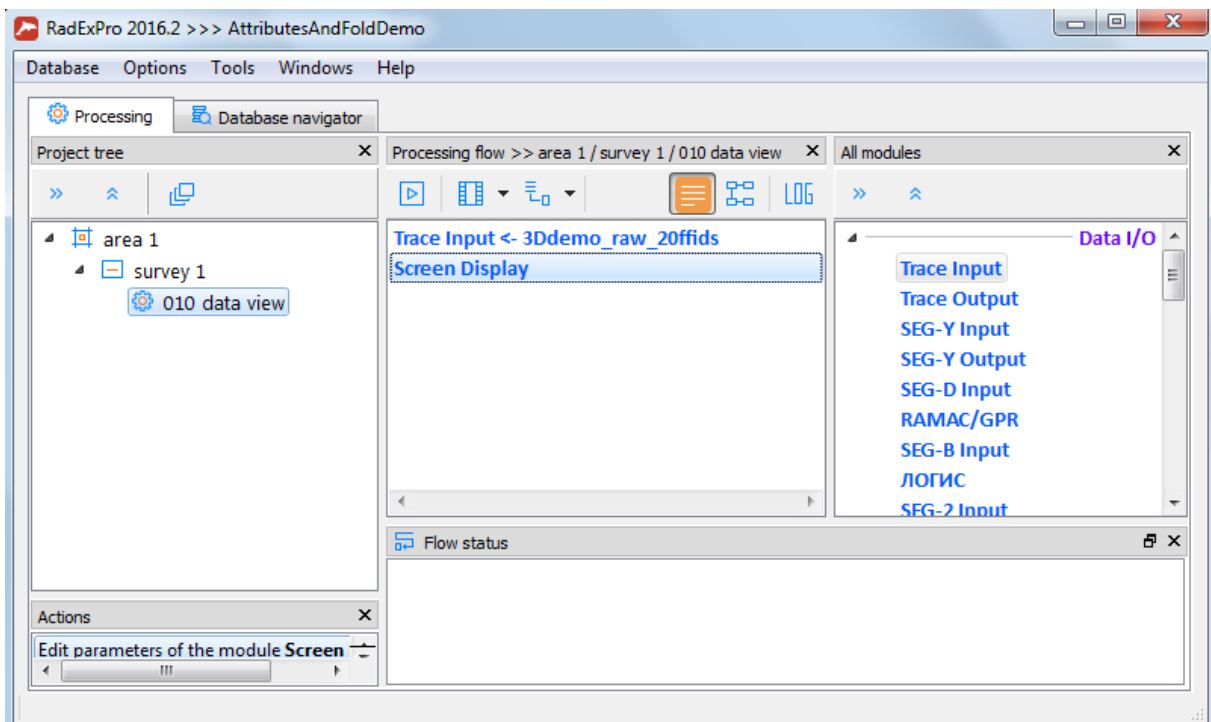 RadExPro 2016.2 >>> AttributesAndFoldDemo
Database Options Tools Windows Help
Processing Database navigator
Project tree
area 1
survey 1
010 data view
Processing flow >> area 1 / survey 1 / 010 data view
LOG
Trace Input <- 3Ddemo_raw_20ffids
Screen Display
All modules
Data I/O
Trace Input
Trace Output
SEG-Y Input
SEG-Y Output
SEG-D Input
RAMAC/GPR
SEG-B Input
ЛОГИС
SEG-2 Input
Flow status
Actions
Edit parameters of the module Screen